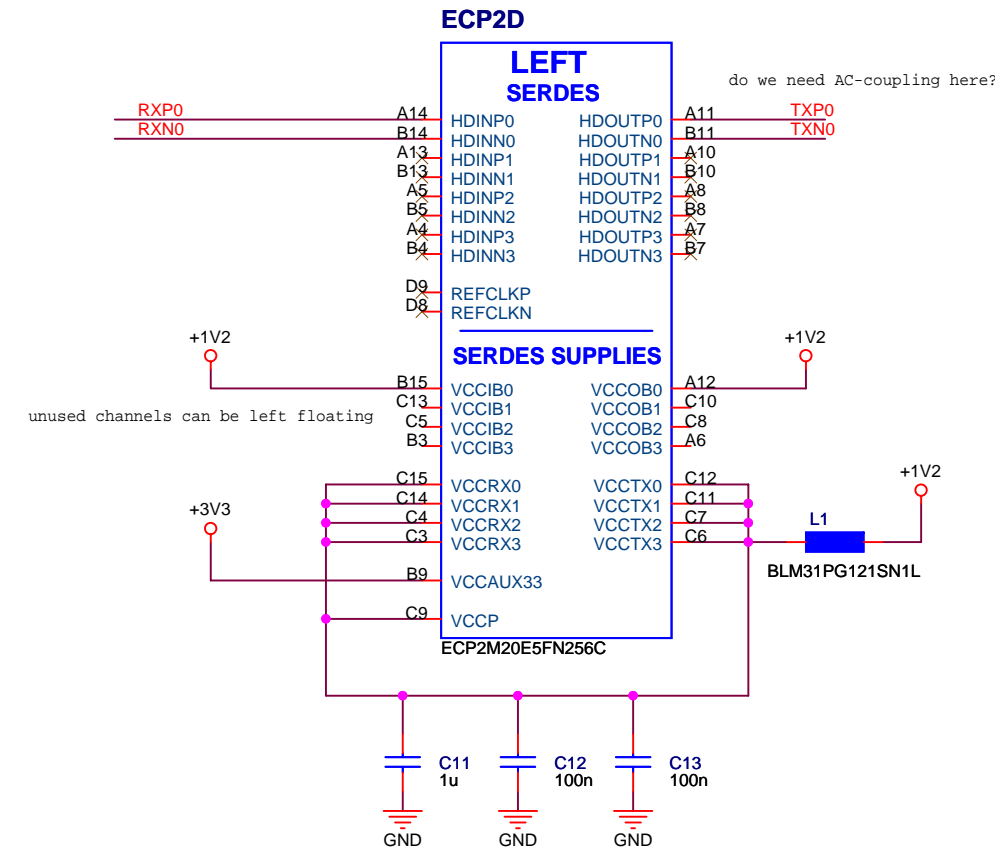 ECP2D
LEFT
SERDES
do we need AC-coupling here?
RXP0 A14 HDINP0 HDOUTP0 A11 TXP0
RXN0 B14 HDINN0 HDOUTN0 B11 TXN0
A13 HDINP1 HDOUTP1 A10
B13 HDINN1 HDOUTN1 B10
A5 HDINP2 HDOUTP2 A8
B5 HDINN2 HDOUTN2 B8
A4 HDINP3 HDOUTP3 A7
B4 HDINN3 HDOUTN3 B7
D9 REFCLKP
D8 REFCLKN
+1V2 SERDES SUPPLIES +1V2
B15 VCCIB0 VCCOB0 A12
C13 VCCIB1 VCCOB1 C10
unused channels can be left floating
C5 VCCIB2 VCCOB2 C8
B3 VCCIB3 VCCOB3 A6
+1V2
C15 VCCRX0 VCCTX0 C12
C14 VCCRX1 VCCTX1 C11
+3V3 C4 VCCRX2 VCCTX2 C7 L1
C3 VCCRX3 VCCTX3 C6
BLM31PG121SN1L
B9 VCCAUX33
C9 VCCP
ECP2M20E5FN256C
C11 C12 C13
1u 100n 100n
GND GND GND